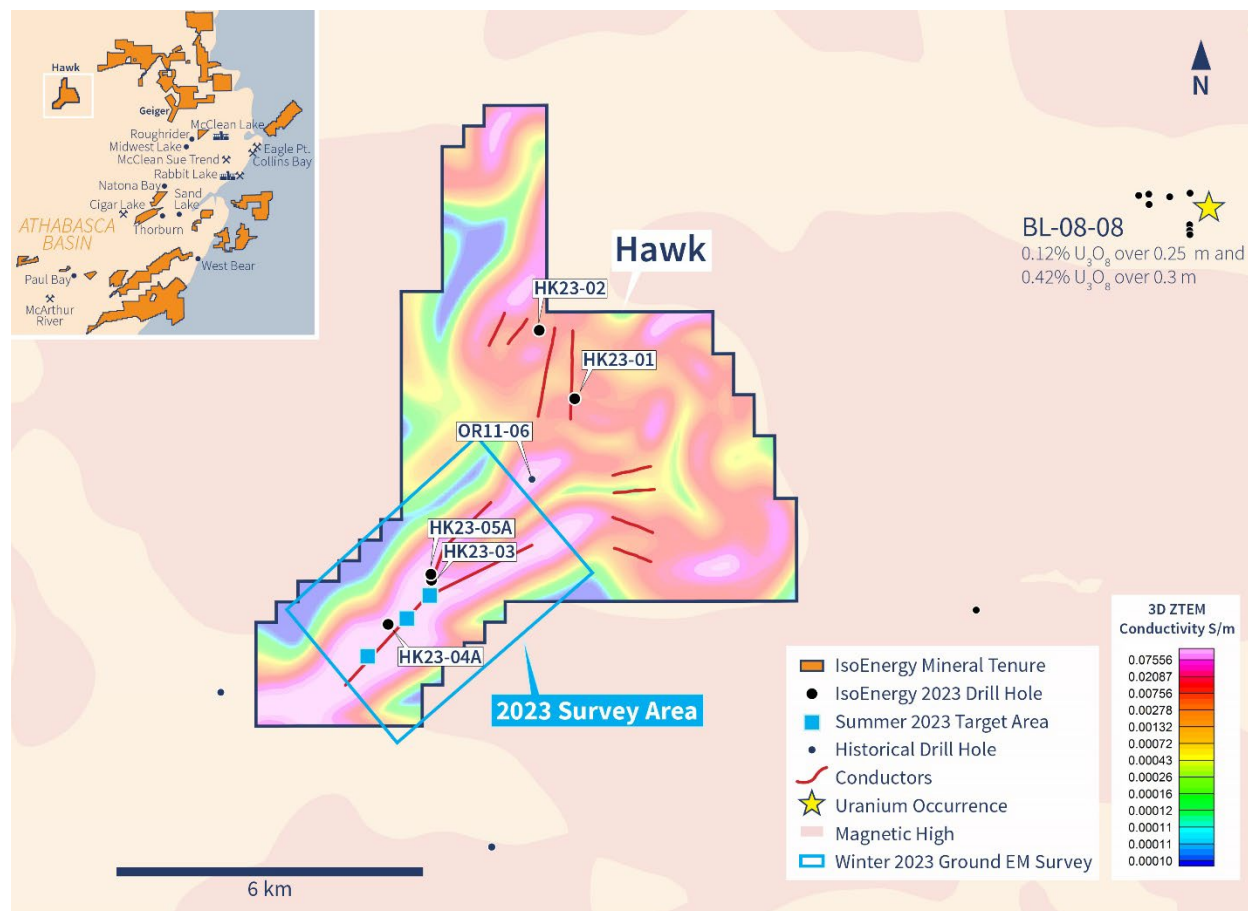 Hawk
Geiger
McClean Lake
Roughrider
Midwest Lake
McClean Sue Trend
Eagle Pt.
Collins Bay
Rabbit Lake
Natona Bay
Sand
Lake
Cigar Lake
Thorburn
ATHABASCA
BASIN
West Bear
Paul Bay
McArthur
River
N
BL-08-08
0.12% U₃O₈ over 0.25 m and
0.42% U₃O₈ over 0.3 m
Hawk
HK23-02
HK23-01
OR11-06
HK23-05A
HK23-03
HK23-04A
2023 Survey Area
6 km
IsoEnergy Mineral Tenure
IsoEnergy 2023 Drill Hole
Summer 2023 Target Area
Historical Drill Hole
Conductors
Uranium Occurrence
Magnetic High
Winter 2023 Ground EM Survey
3D ZTEM
Conductivity S/m
0.07556
0.02087
0.00756
0.00278
0.00132
0.00072
0.00043
0.00026
0.00016
0.00012
0.00011
0.00011
0.00010